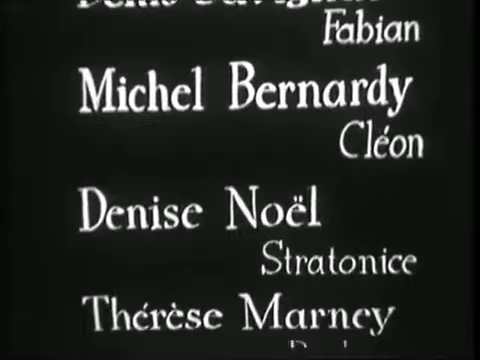 Fabian
Michel Bernardy
Cléon
Denise Noël
Stratonice
Thérèse Marney